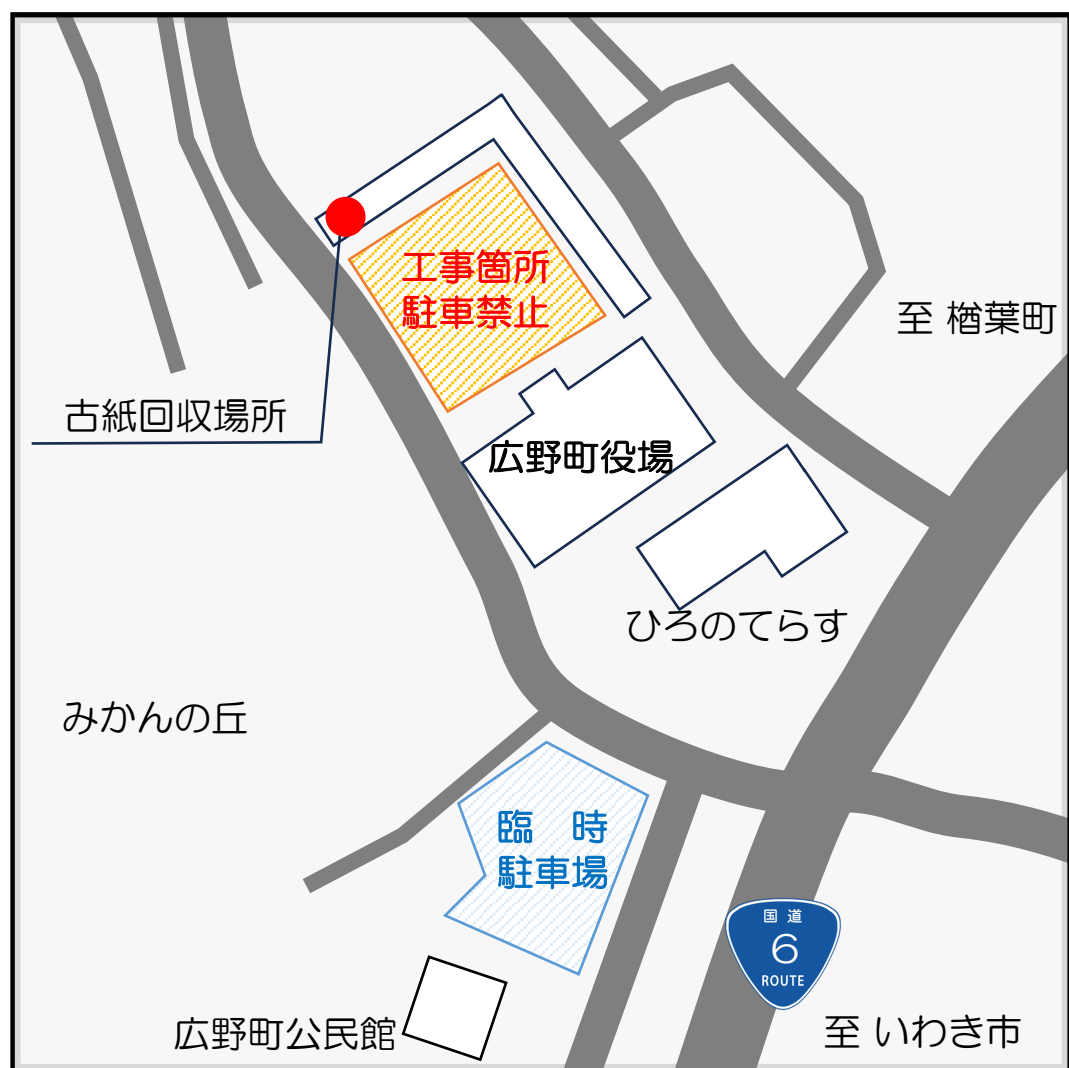 工事箇所
駐車禁止
至 楢葉町
古紙回収場所
広野町役場
ひろのてらす
みかんの丘
臨　時
駐車場
国道
6
ROUTE
広野町公民館
至 いわき市